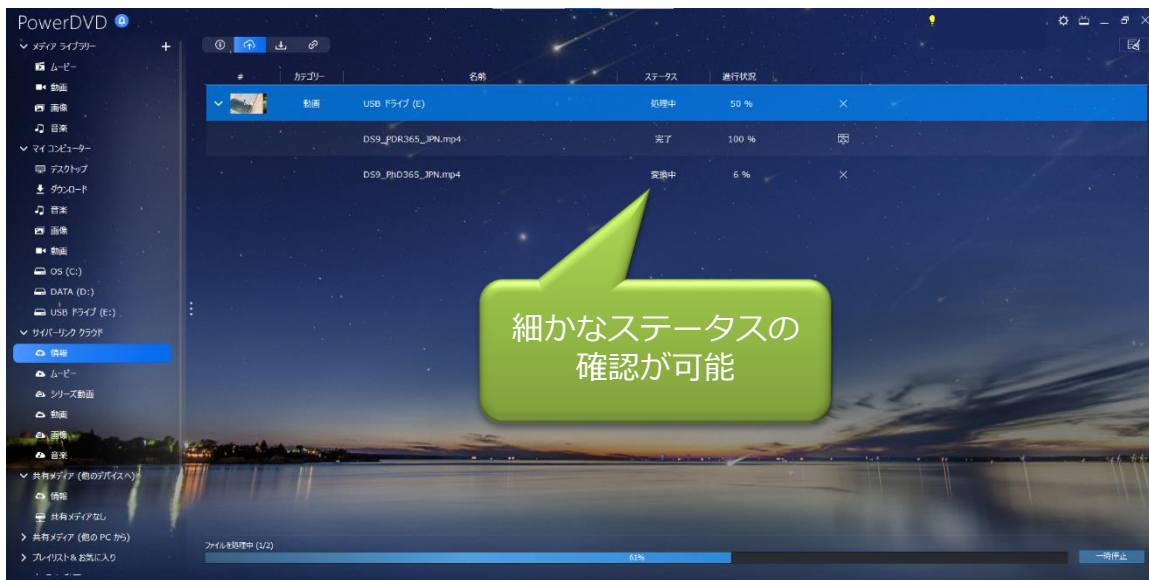 PowerDVD
メディア ライブラリー
ムービー
動画
画像
音楽
マイ コンピューター
デスクトップ
ダウンロード
音楽
画像
動画
OS (C:)
DATA (D:)
USB ドライブ (E:)
サイバーリンク クラウド
情報
ムービー
シリーズ動画
動画
画像
音楽
共有メディア (他のデバイスへ)
情報
共有メディアなし
共有メディア (他の PC から)
プレイリスト& お気に入り
# カテゴリー 名前 ステータス 進行状況
動画 USB ドライブ (E) 処理中 50 %
DS9_PDR365_JPN.mp4 完了 100 %
DS9_PhD365_JPN.mp4 変換中 6 %
細かなステータスの
確認が可能
ファイルを処理中 (1/2) 61% 一時停止